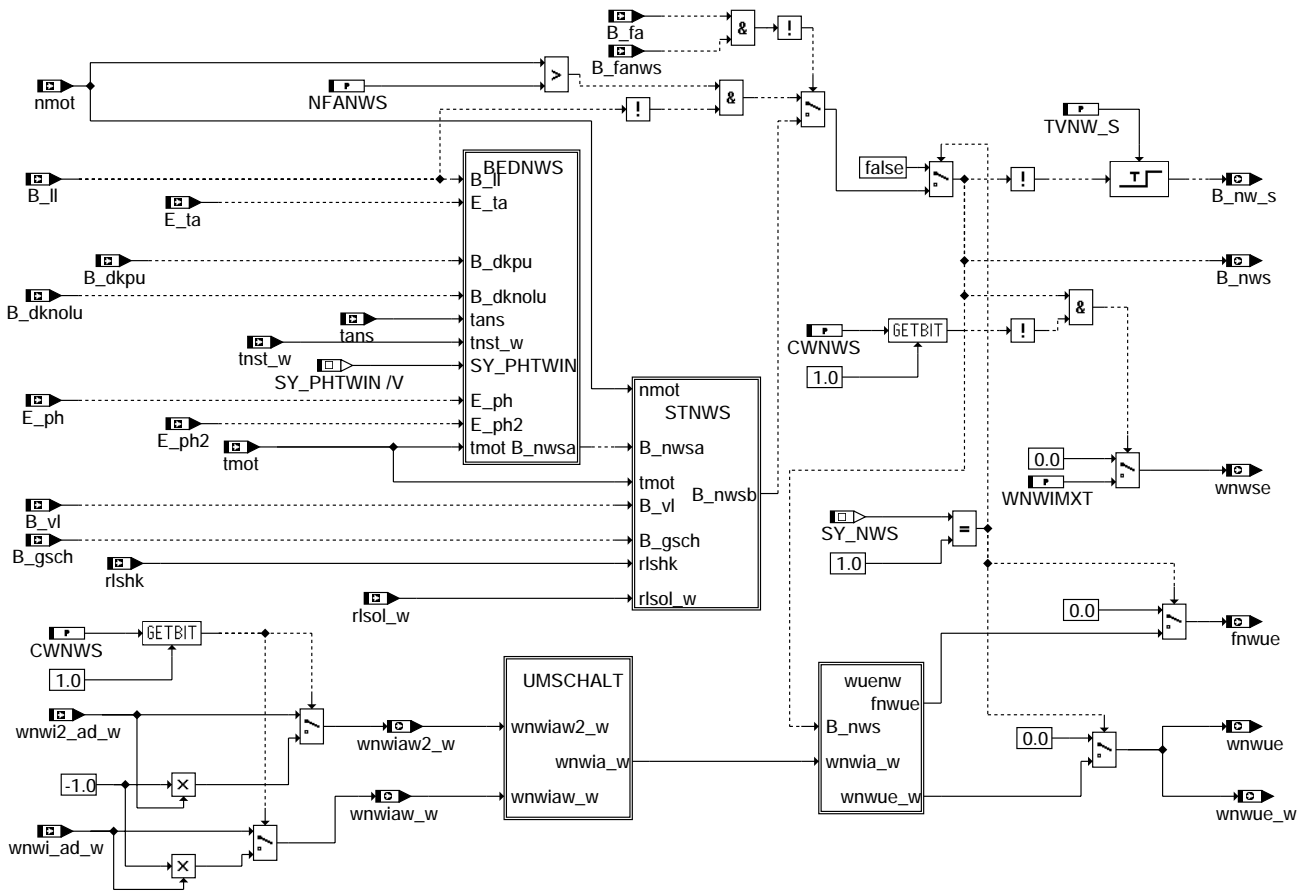 B_fa
&
!
B_fanws
nmot
NFANWS
>
!
&
TVNW_S
B_ll
BEDNWS
B_ll
false
!
T
B_nw_s
E_ta
E_ta
B_dkpu
B_dkpu
B_nws
B_dknolu
B_dknolu
tans
tans
&
tnst_w
tnst_w
CWNWS
GETBIT
!
SY_PHTWIN /V
SY_PHTWIN
1.0
E_ph
E_ph
nmot
STNWS
E_ph2
E_ph2
tmot
tmot B_nwsa
B_nwsa
0.0
WNWIMXT
wnwse
tmot
B_nwsb
B_vl
B_vl
SY_NWS
=
B_gsch
B_gsch
1.0
rlshk
rlshk
rlsol_w
rlsol_w
0.0
fnwue
CWNWS
GETBIT
1.0
UMSCHALT
wuenw
fnwue
wnwi2_ad_w
wnwiaw2_w
wnwiaw2_w
B_nws
0.0
wnwue
-1.0
×
wnwia_w
wnwia_w
wnwiaw_w
wnwiaw_w
wnwue_w
wnwue_w
wnwi_ad_w
×